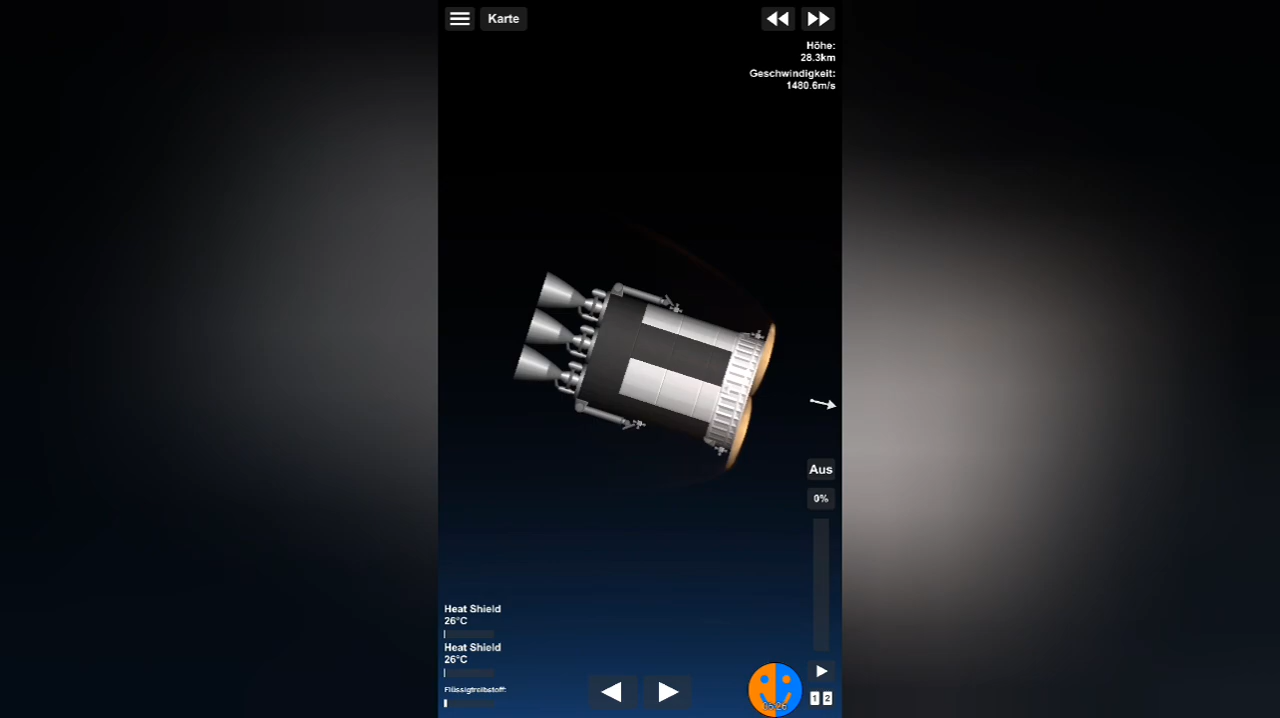 Karte
Höhe:
28.3km
Geschwindigkeit:
1480.6m/s
Aus
0%
Heat Shield
26°C
Heat Shield
26°C
Flüssigtreibstoff:
1 2